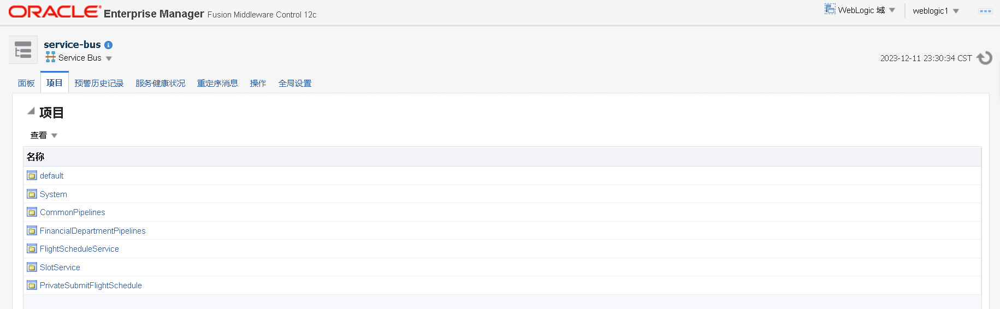 ORACLE Enterprise Manager Fusion Middleware Control 12c WebLogic 域 weblogic1
service-bus
Service Bus
2023-12-11 23:30:34 CST
面板 项目 预警历史记录 服务健康状况 重定序消息 操作 全局设置
项目
查看
名称
default
System
CommonPipelines
FinancialDepartmentPipelines
FlightScheduleService
SlotService
PrivateSubmitFlightSchedule